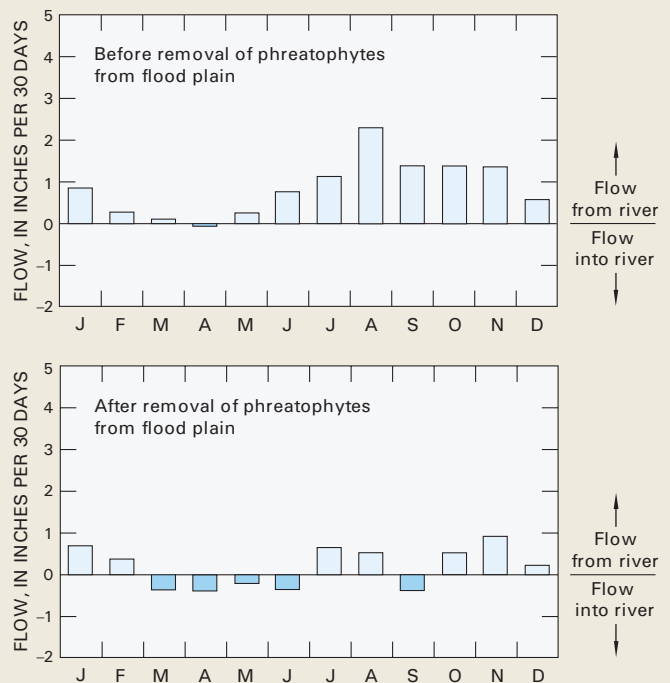 FLOW, IN INCHES PER 30 DAYS
5
4
3
2
1
0
–1
–2
Before removal of phreatophytes
from flood plain
J F M A M J J A S O N D
Flow
from river
Flow
into river
FLOW, IN INCHES PER 30 DAYS
5
4
3
2
1
0
–1
–2
After removal of phreatophytes
from flood plain
J F M A M J J A S O N D
Flow
from river
Flow
into river